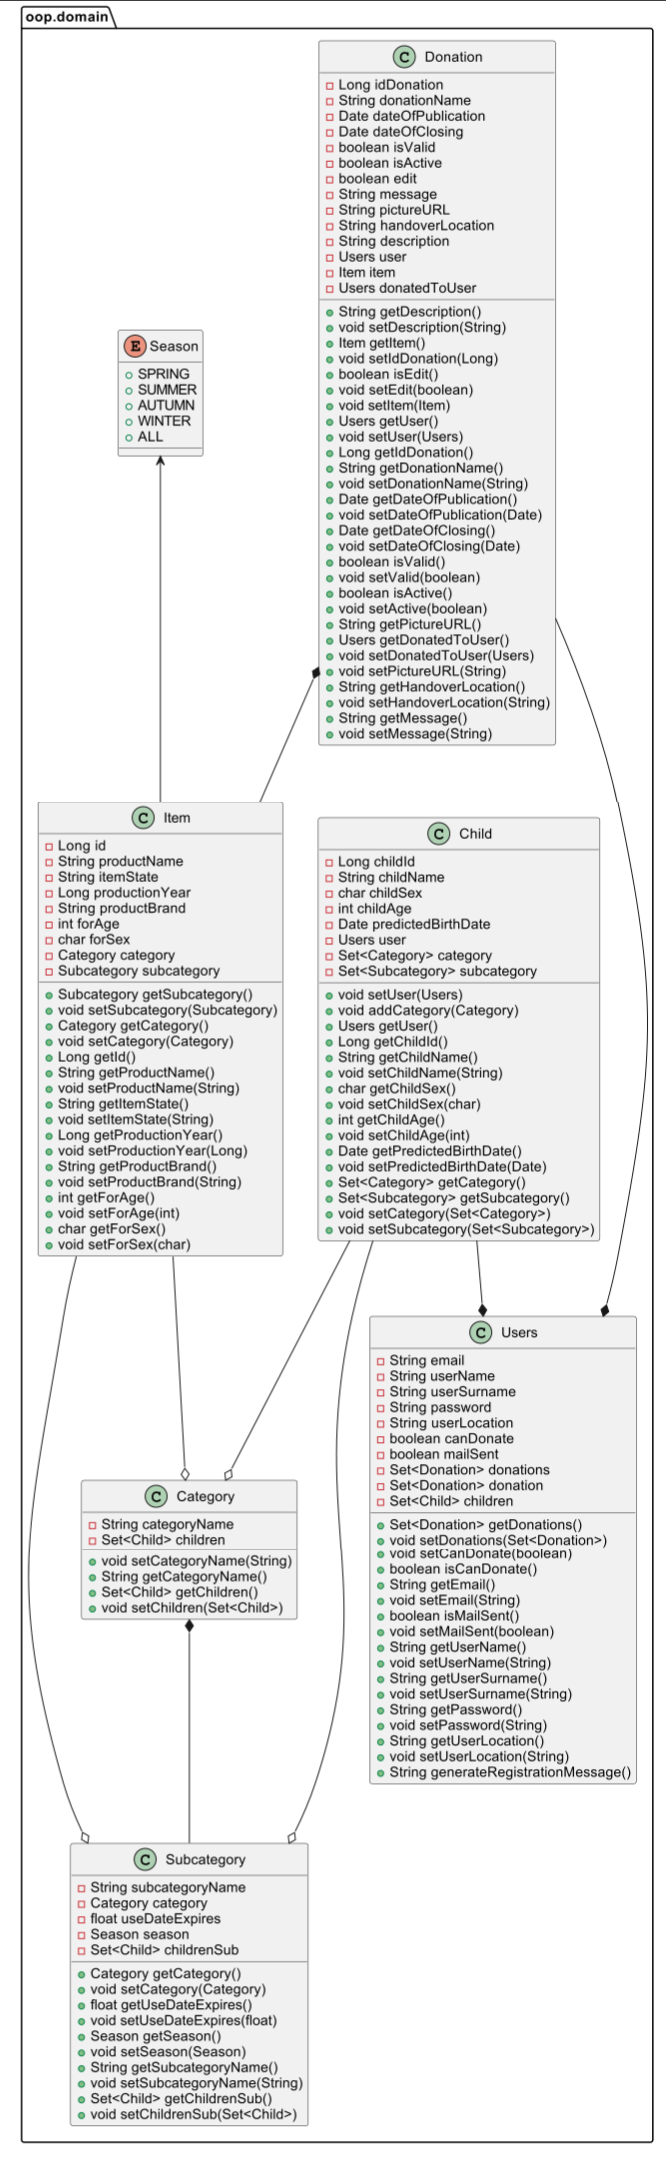 oop.domain
C Donation
Long idDonation
String donationName
Date dateOfPublication
Date dateOfClosing
boolean isValid
boolean isActive
boolean edit
String message
String pictureURL
String handoverLocation
String description
Users user
Item item
Users donatedToUser
String getDescription()
void setDescription(String)
Item getItem()
void setIdDonation(Long)
boolean isEdit()
void setEdit(boolean)
void setItem(Item)
Users getUser()
void setUser(Users)
Long getIdDonation()
String getDonationName()
void setDonationName(String)
Date getDateOfPublication()
void setDateOfPublication(Date)
Date getDateOfClosing()
void setDateOfClosing(Date)
boolean isValid()
void setValid(boolean)
boolean isActive()
void setActive(boolean)
String getPictureURL()
Users getDonatedToUser()
void setDonatedToUser(Users)
void setPictureURL(String)
String getHandoverLocation()
void setHandoverLocation(String)
String getMessage()
void setMessage(String)
E Season
SPRING
SUMMER
AUTUMN
WINTER
ALL
C Item
Long id
String productName
String itemState
Long productionYear
String productBrand
int forAge
char forSex
Category category
Subcategory subcategory
Subcategory getSubcategory()
void setSubcategory(Subcategory)
Category getCategory()
void setCategory(Category)
Long getId()
String getProductName()
void setProductName(String)
String getItemState()
void setItemState(String)
Long getProductionYear()
void setProductionYear(Long)
String getProductBrand()
void setProductBrand(String)
int getForAge()
void setForAge(int)
char getForSex()
void setForSex(char)
C Child
Long childId
String childName
char childSex
int childAge
Date predictedBirthDate
Users user
Set<Category> category
Set<Subcategory> subcategory
void setUser(Users)
void addCategory(Category)
Users getUser()
Long getChildId()
String getChildName()
void setChildName(String)
char getChildSex()
void setChildSex(char)
int getChildAge()
void setChildAge(int)
Date getPredictedBirthDate()
void setPredictedBirthDate(Date)
Set<Category> getCategory()
Set<Subcategory> getSubcategory()
void setCategory(Set<Category>)
void setSubcategory(Set<Subcategory>)
C Users
String email
String userName
String userSurname
String password
String userLocation
boolean canDonate
boolean mailSent
Set<Donation> donations
Set<Donation> donation
Set<Child> children
Set<Donation> getDonations()
void setDonations(Set<Donation>)
void setCanDonate(boolean)
boolean isCanDonate()
String getEmail()
void setEmail(String)
boolean isMailSent()
void setMailSent(boolean)
String getUserName()
void setUserName(String)
String getUserSurname()
void setUserSurname(String)
String getPassword()
void setPassword(String)
String getUserLocation()
void setUserLocation(String)
String generateRegistrationMessage()
C Category
String categoryName
Set<Child> children
void setCategoryName(String)
String getCategoryName()
Set<Child> getChildren()
void setChildren(Set<Child>)
C Subcategory
String subcategoryName
Category category
float useDateExpires
Season season
Set<Child> childrenSub
Category getCategory()
void setCategory(Category)
float getUseDateExpires()
void setUseDateExpires(float)
Season getSeason()
void setSeason(Season)
String getSubcategoryName()
void setSubcategoryName(String)
Set<Child> getChildrenSub()
void setChildrenSub(Set<Child>)